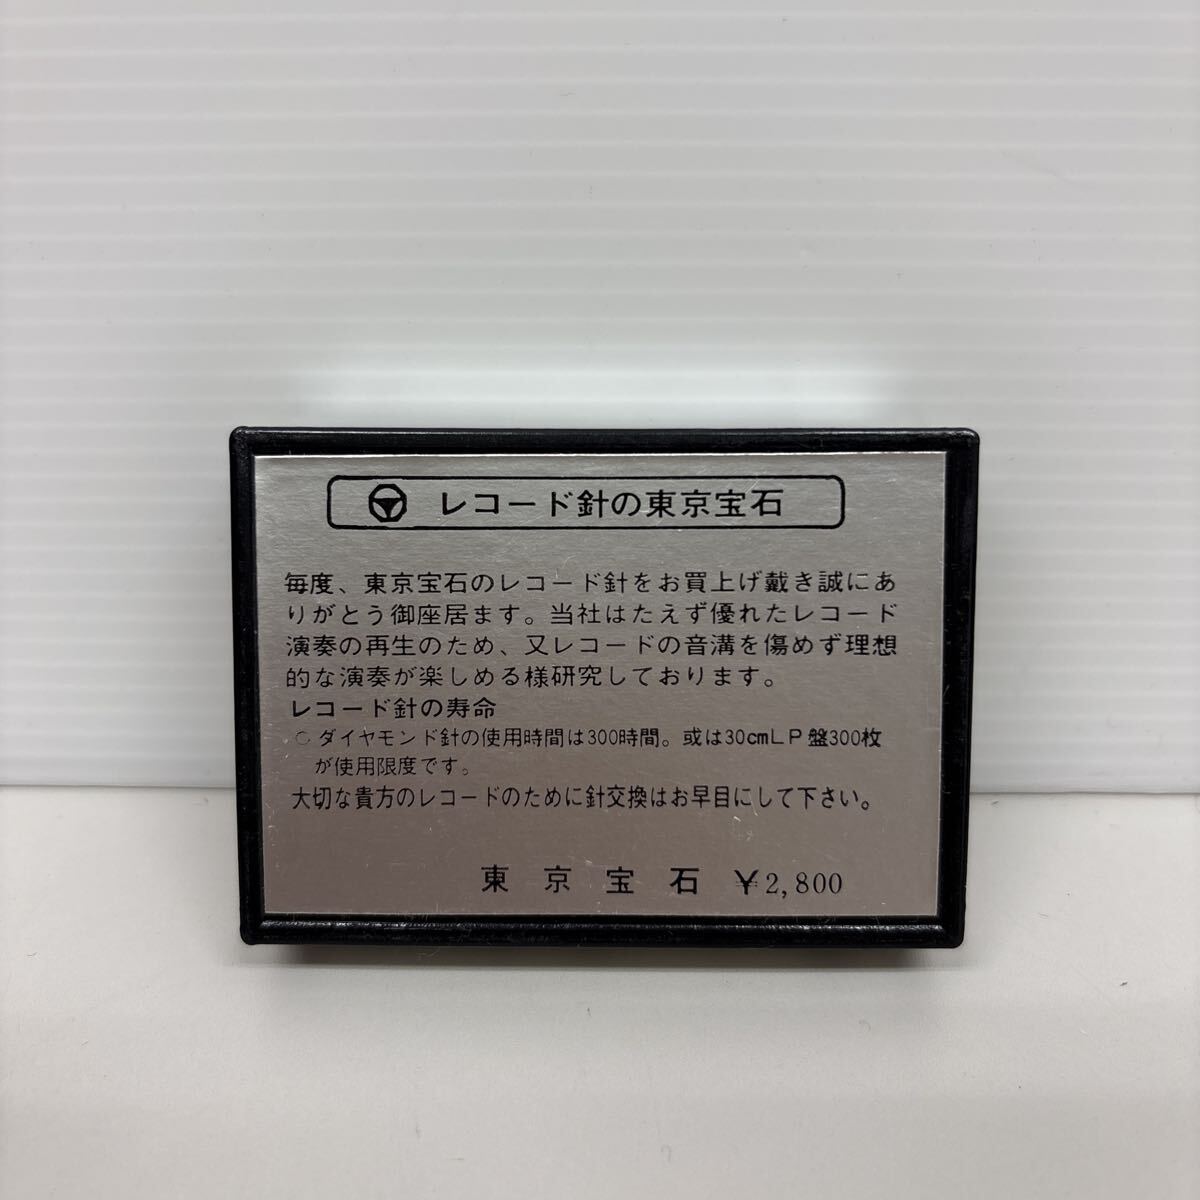 レコード針の東京宝石
毎度、東京宝石のレコード針をお買上げ戴き誠にあ
りがとう御座居ます。当社はたえず優れたレコード
演奏の再生のため、又レコードの音溝を傷めず理想
的な演奏が楽しめる様研究しております。
レコード針の寿命
○ダイヤモンド針の使用時間は300時間。或は30cmLP盤300枚
が使用限度です。
大切な貴方のレコードのために針交換はお早目にして下さい。
東京宝石 ¥2,800